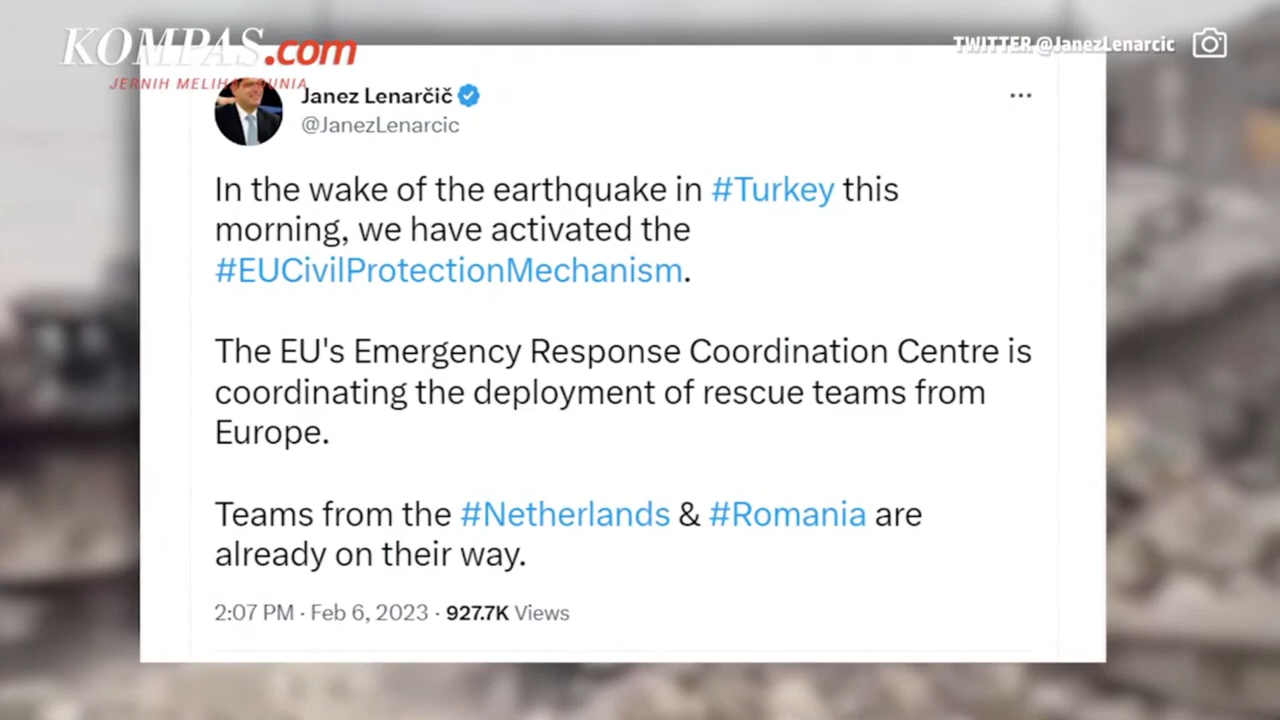 KOMPAS.com
JERNIH MELIHAT DUNIA
TWITTER @JanezLenarcic
Janez Lenarčič
@JanezLenarcic
In the wake of the earthquake in #Turkey this
morning, we have activated the
#EUCivilProtectionMechanism.
The EU's Emergency Response Coordination Centre is
coordinating the deployment of rescue teams from
Europe.
Teams from the #Netherlands & #Romania are
already on their way.
2:07 PM · Feb 6, 2023 · 927.7K Views